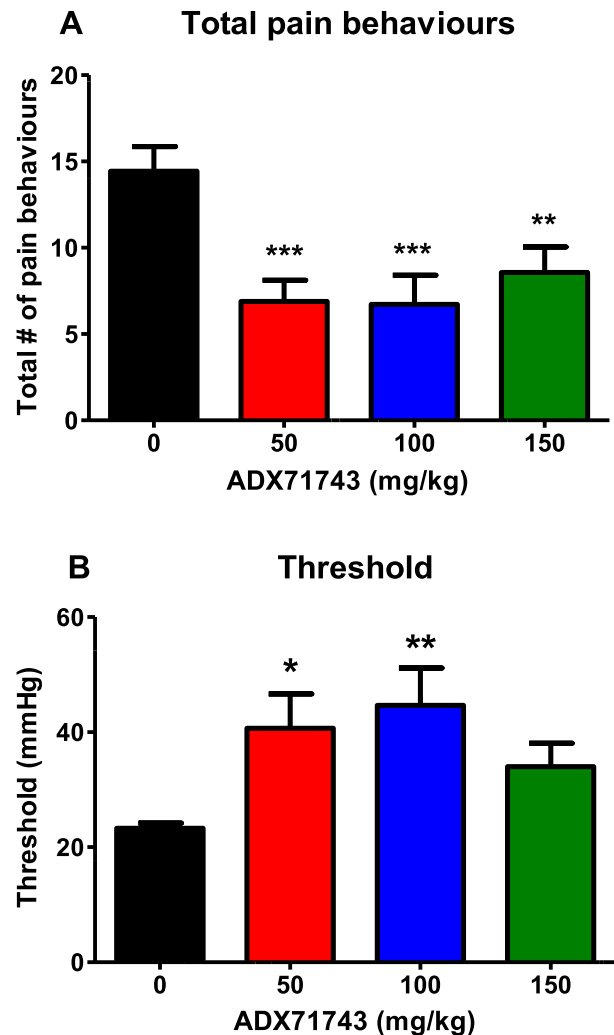 A Total pain behaviours
Total # of pain behaviours
20
15
10
5
0
*** *** **
0 50 100 150
ADX71743 (mg/kg)
B Threshold
Threshold (mmHg)
60
40
20
0
* **
0 50 100 150
ADX71743 (mg/kg)